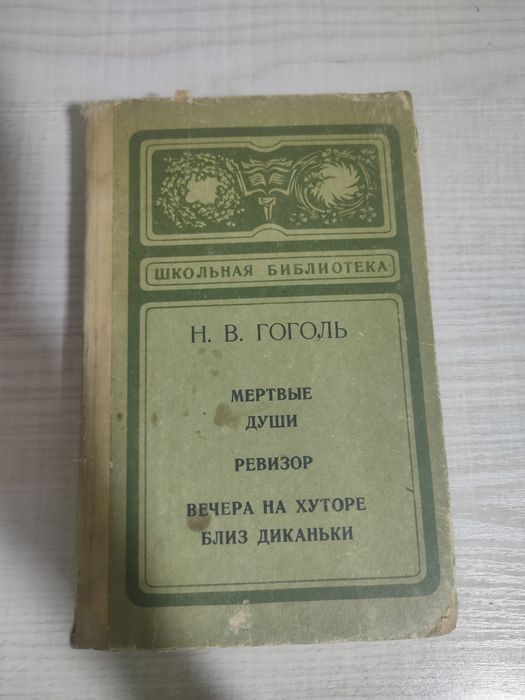 ШКОЛЬНАЯ БИБЛИОТЕКА
Н. В. ГОГОЛЬ
МЕРТВЫЕ
ДУШИ
РЕВИЗОР
ВЕЧЕРА НА ХУТОРЕ
БЛИЗ ДИКАНЬКИ